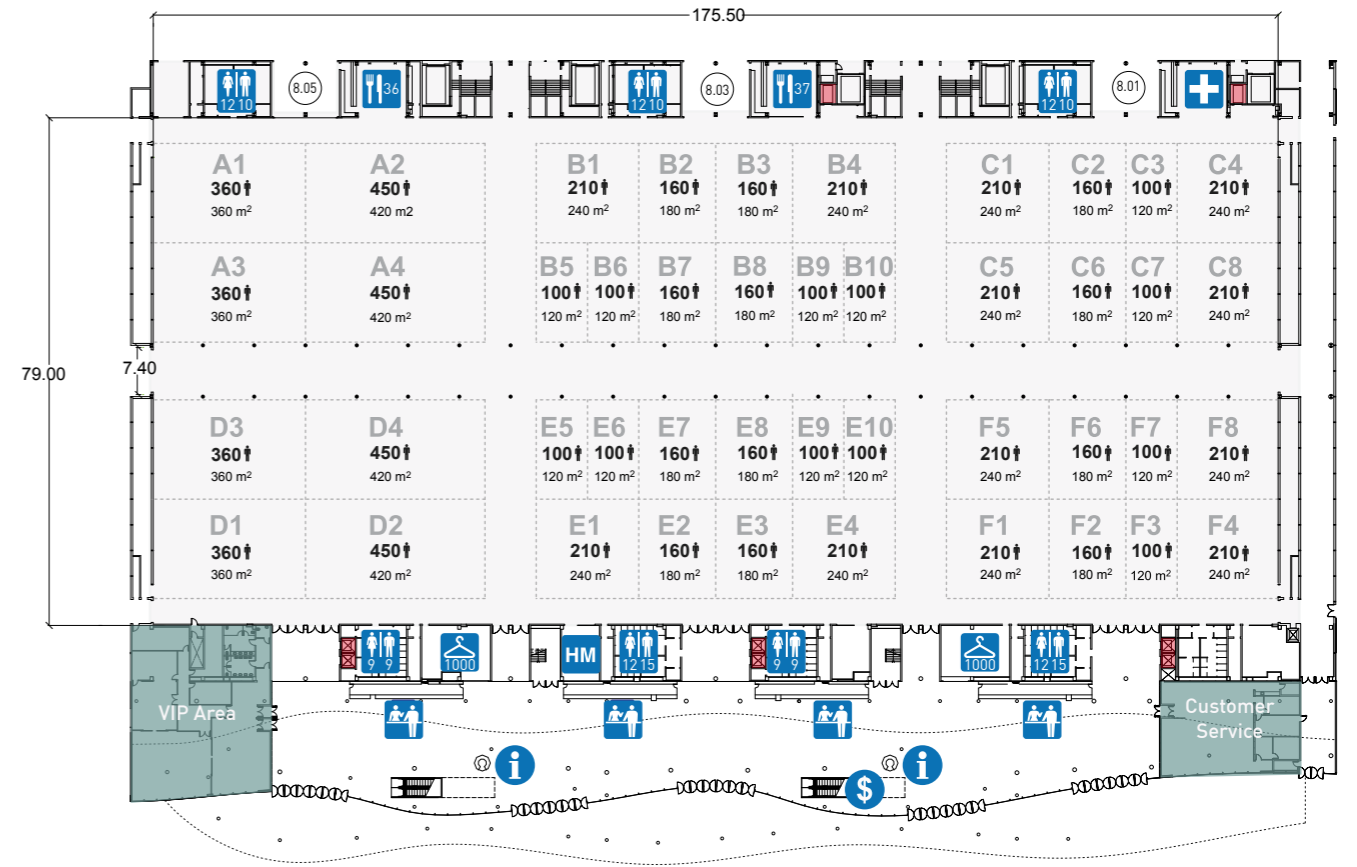 175.50
12 10
8.05
36
12 10
8.03
37
12 10
8.01
A1 A2 B1 B2 B3 B4 C1 C2 C3 C4
360 450 210 160 160 210 210 160 100 210
360 m² 420 m2 240 m² 180 m² 180 m² 240 m² 240 m² 180 m² 120 m² 240 m²
A3 A4 B5 B6 B7 B8 B9 B10 C5 C6 C7 C8
360 450 100 100 160 160 100 100 210 160 100 210
360 m² 420 m² 120 m² 120 m² 180 m² 180 m² 120 m² 120 m² 240 m² 180 m² 120 m² 240 m²
79.00
7.40
D3 D4 E5 E6 E7 E8 E9 E10 F5 F6 F7 F8
360 450 100 100 160 160 100 100 210 160 100 210
360 m² 420 m² 120 m² 120 m² 180 m² 180 m² 120 m² 120 m² 240 m² 180 m² 120 m² 240 m²
D1 D2 E1 E2 E3 E4 F1 F2 F3 F4
360 450 210 160 160 210 210 160 100 210
360 m² 420 m² 240 m² 180 m² 180 m² 240 m² 240 m² 180 m² 120 m² 240 m²
9 9
1000
HM
12 15
9 9
1000
12 15
VIP Area
Customer
Service
i
i
$